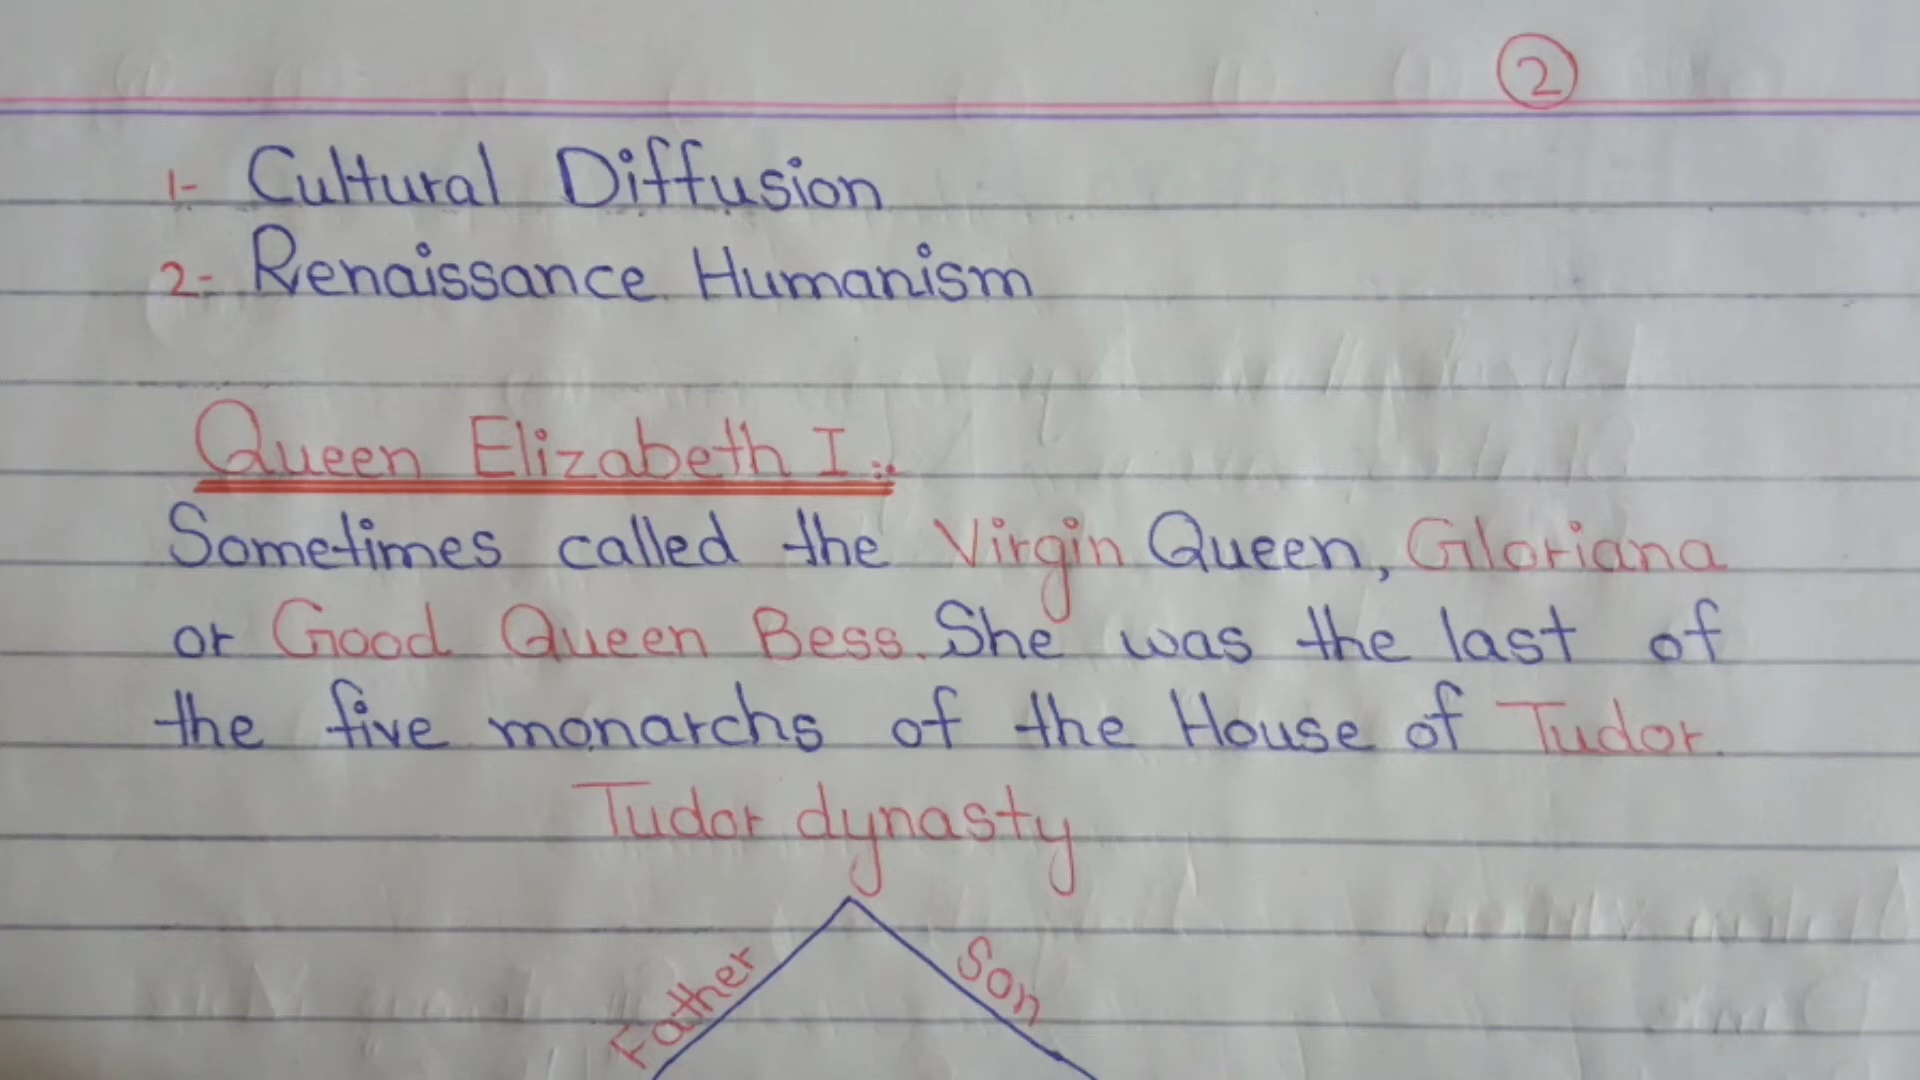 2
1- Cultural Diffusion
2- Renaissance Humanism
Queen Elizabeth I:
Sometimes called the Virgin Queen, Gloriana
or Good Queen Bess. She was the last of
the five monarchs of the House of Tudor.
Tudor dynasty
Father Son